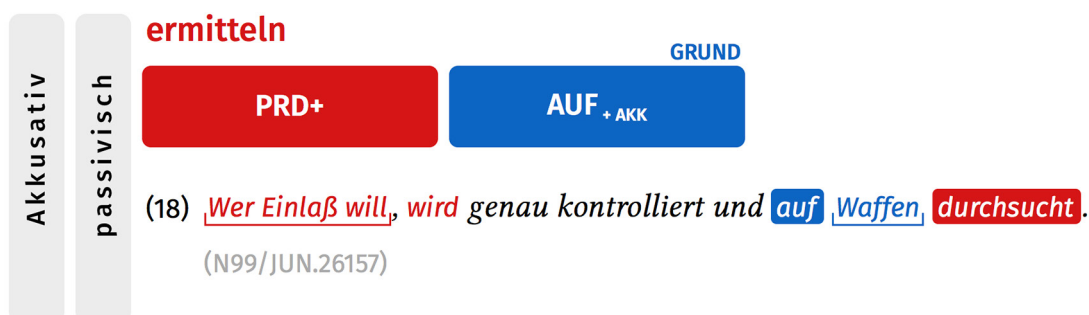 Akkusativ
passivisch
ermitteln
GRUND
PRD+
AUF + AKK
(18) Wer Einlaß will, wird genau kontrolliert und auf Waffen durchsucht.
(N99/JUN.26157)